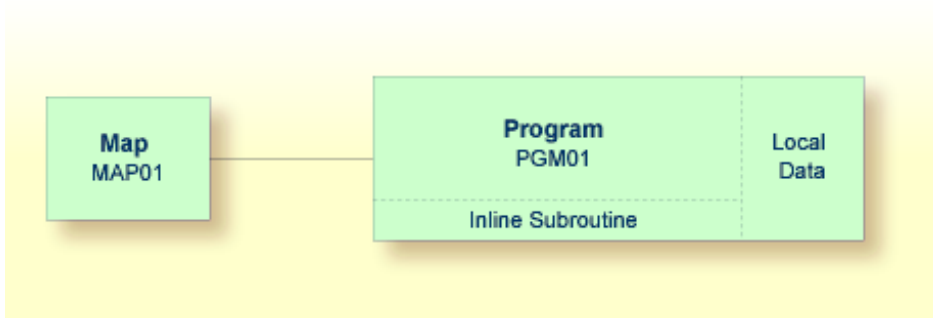 Map
MAP01
Program
PGM01
Inline Subroutine
Local
Data